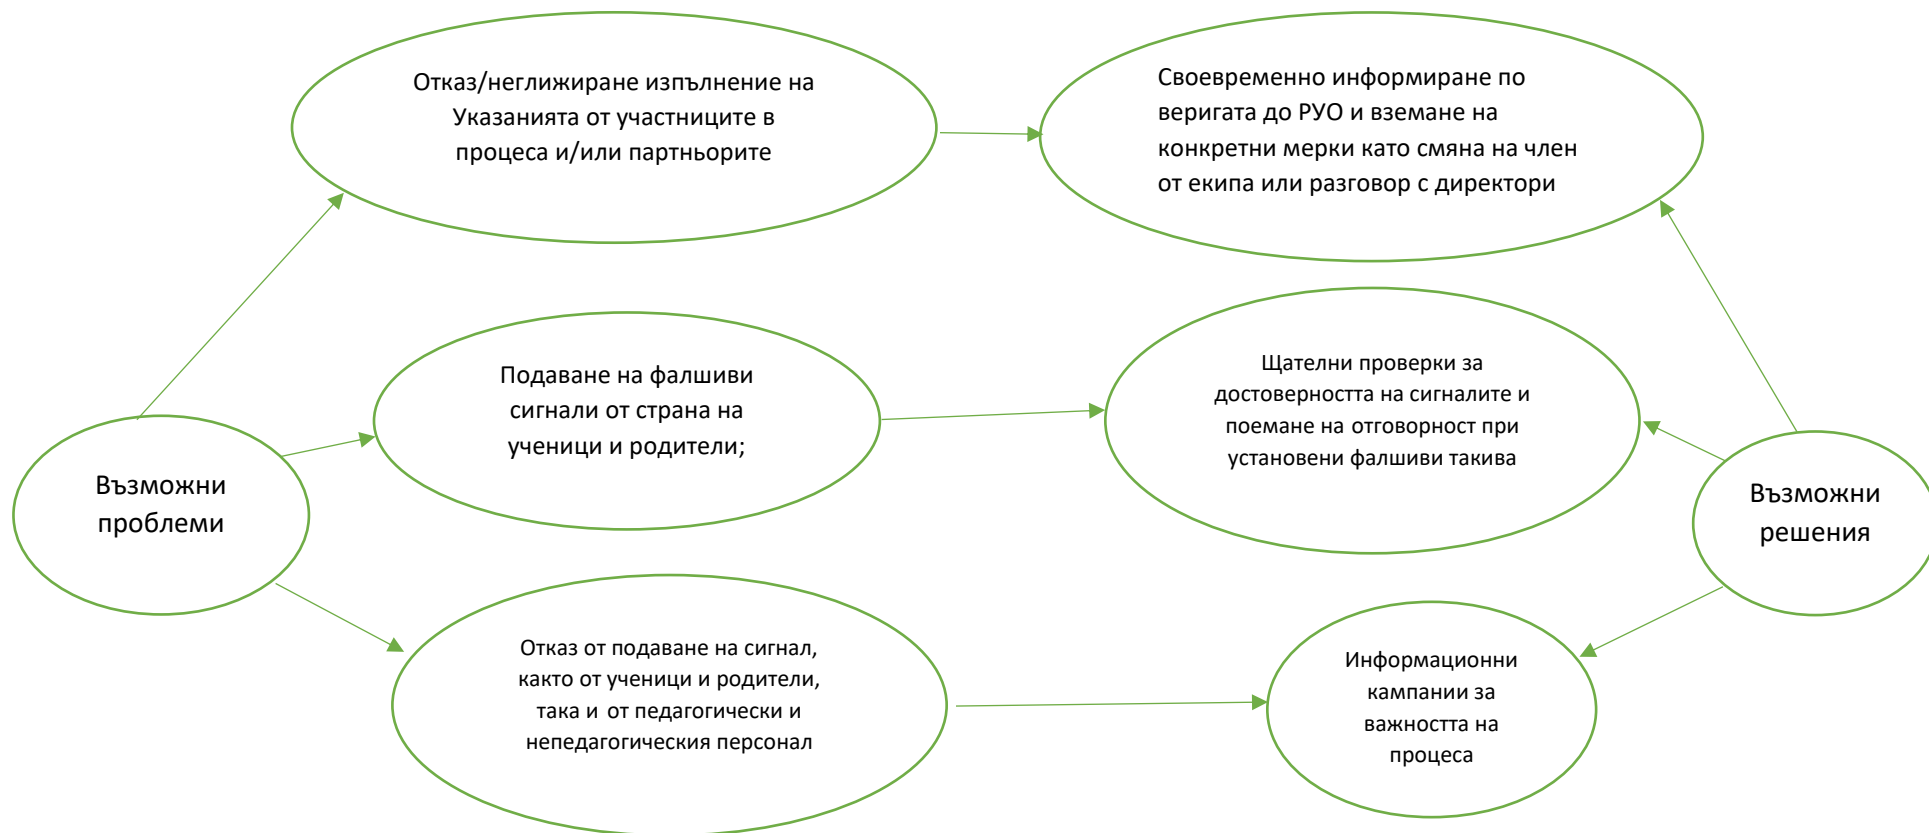 Отказ/неглижиране изпълнение на
Указанията от участниците в
процеса и/или партньорите
Своевременно информиране по
веригата до РУО и вземане на
конкретни мерки като смяна на член
от екипа или разговор с директори
Подаване на фалшиви
сигнали от страна на
ученици и родители;
Щателни проверки за
достоверността на сигналите и
поемане на отговорност при
установени фалшиви такива
Възможни
проблеми
Възможни
решения
Отказ от подаване на сигнал,
както от ученици и родители,
така и от педагогически и
непедагогическия персонал
Информационни
кампании за
важността на
процеса